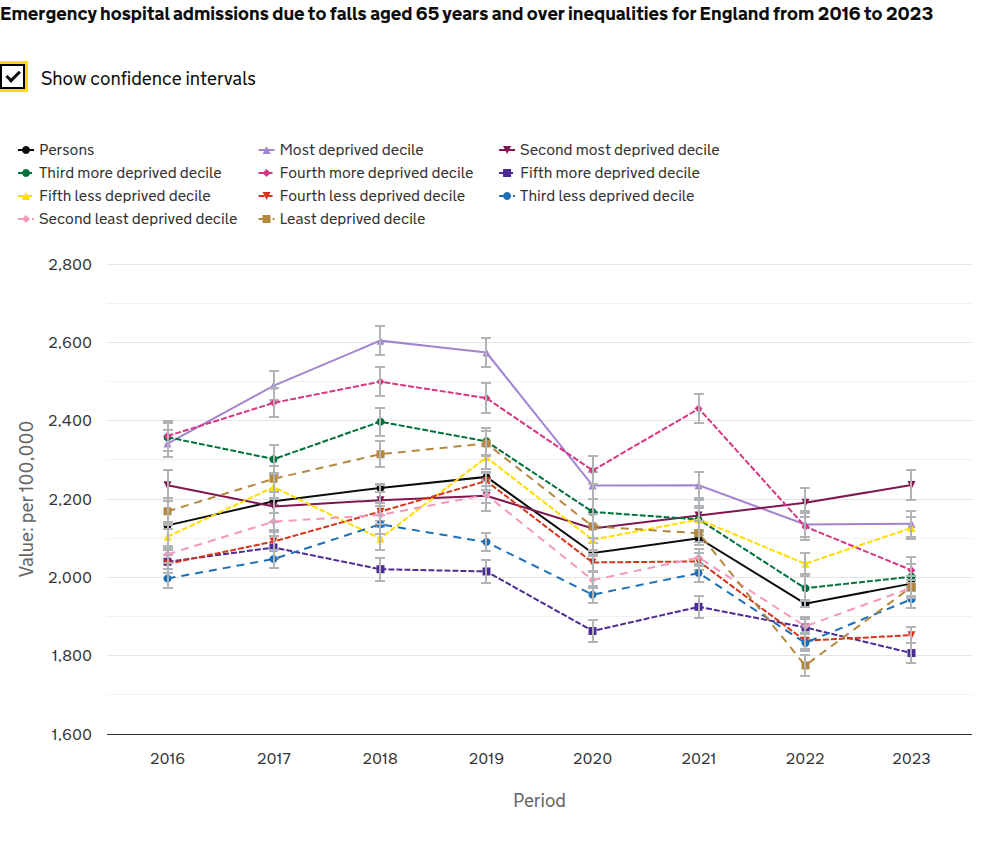 Emergency hospital admissions due to falls aged 65 years and over inequalities for England from 2016 to 2023
Show confidence intervals
Persons
Most deprived decile
Second most deprived decile
Third more deprived decile
Fourth more deprived decile
Fifth more deprived decile
Fifth less deprived decile
Fourth less deprived decile
Third less deprived decile
Second least deprived decile
Least deprived decile
Value: per 100,000
2,800
2,600
2,400
2,200
2,000
1,800
1,600
2016
2017
2018
2019
2020
2021
2022
2023
Period